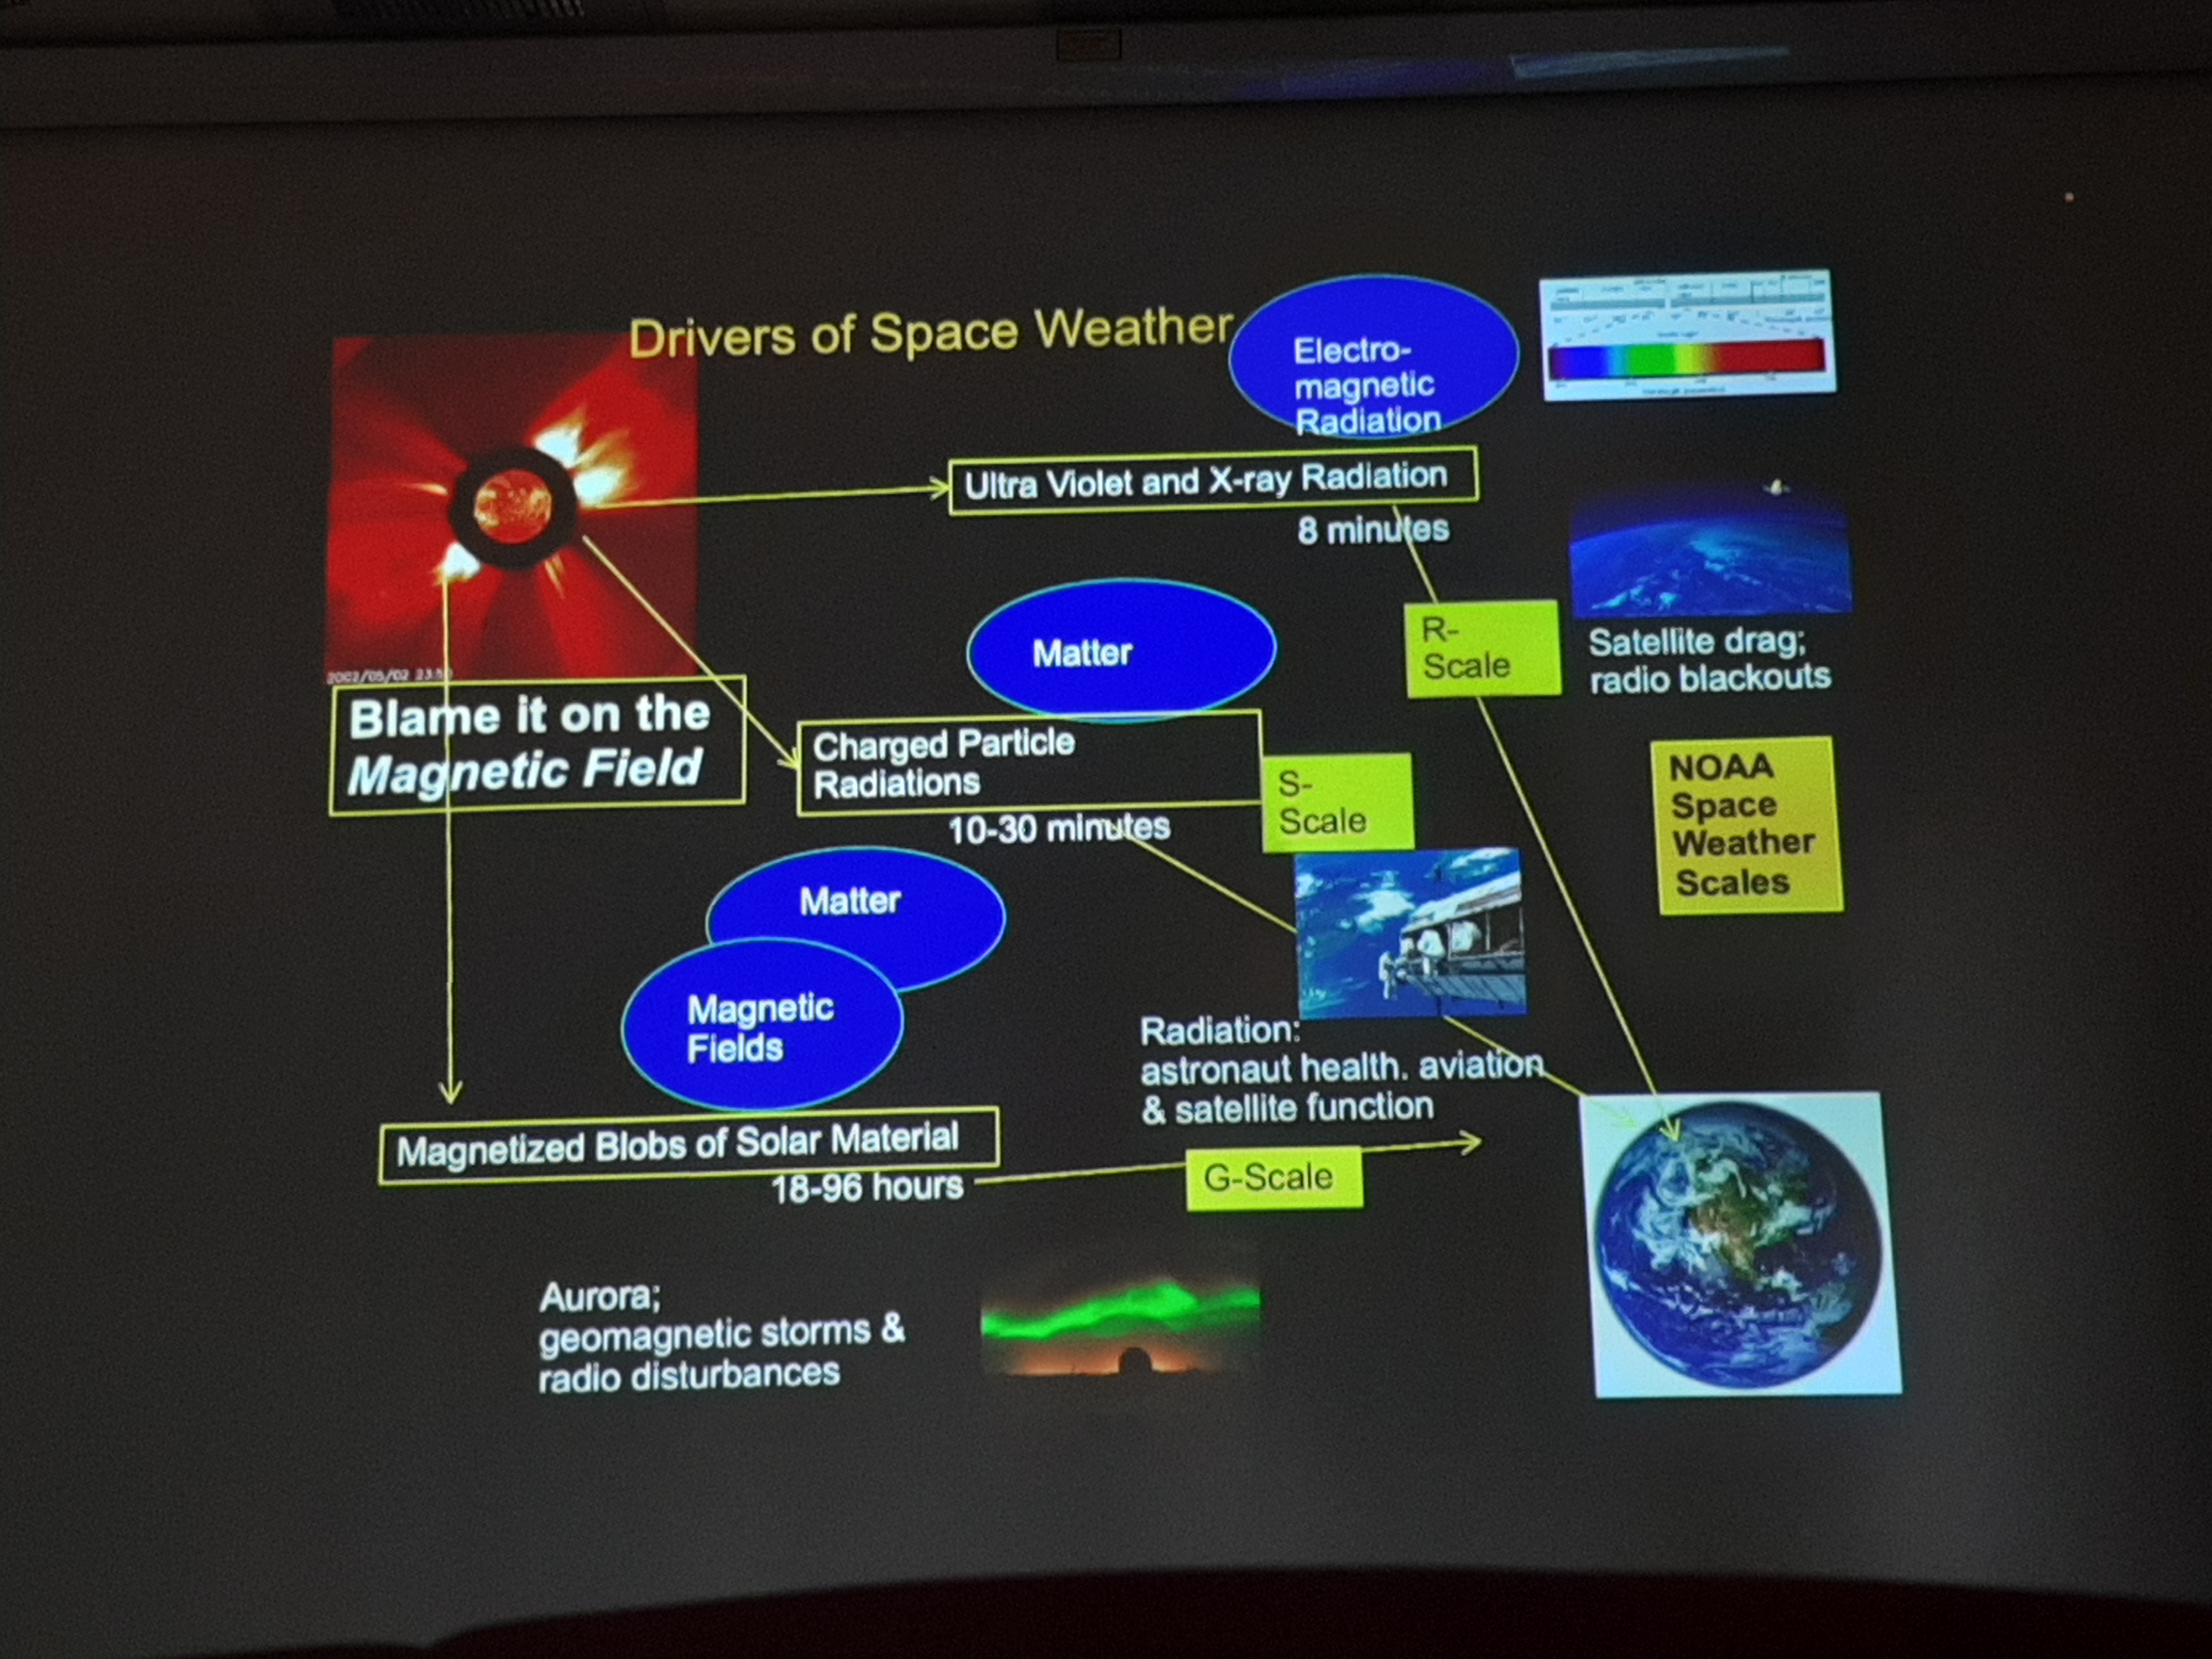 Drivers of Space Weather
Electro-
magnetic
Radiation
Ultra Violet and X-ray Radiation
8 minutes
Matter
R-
Scale
Satellite drag;
radio blackouts
2002/05/02
Blame it on the
Magnetic Field
Charged Particle
Radiations
S-
Scale
10-30 minutes
NOAA
Space
Weather
Scales
Matter
Magnetic
Fields
Radiation:
astronaut health. aviation
& satellite function
Magnetized Blobs of Solar Material
18-96 hours
G-Scale
Aurora;
geomagnetic storms &
radio disturbances